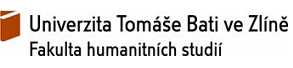 Univerzita Tomáše Bati ve Zlíně
Fakulta humanitních studií